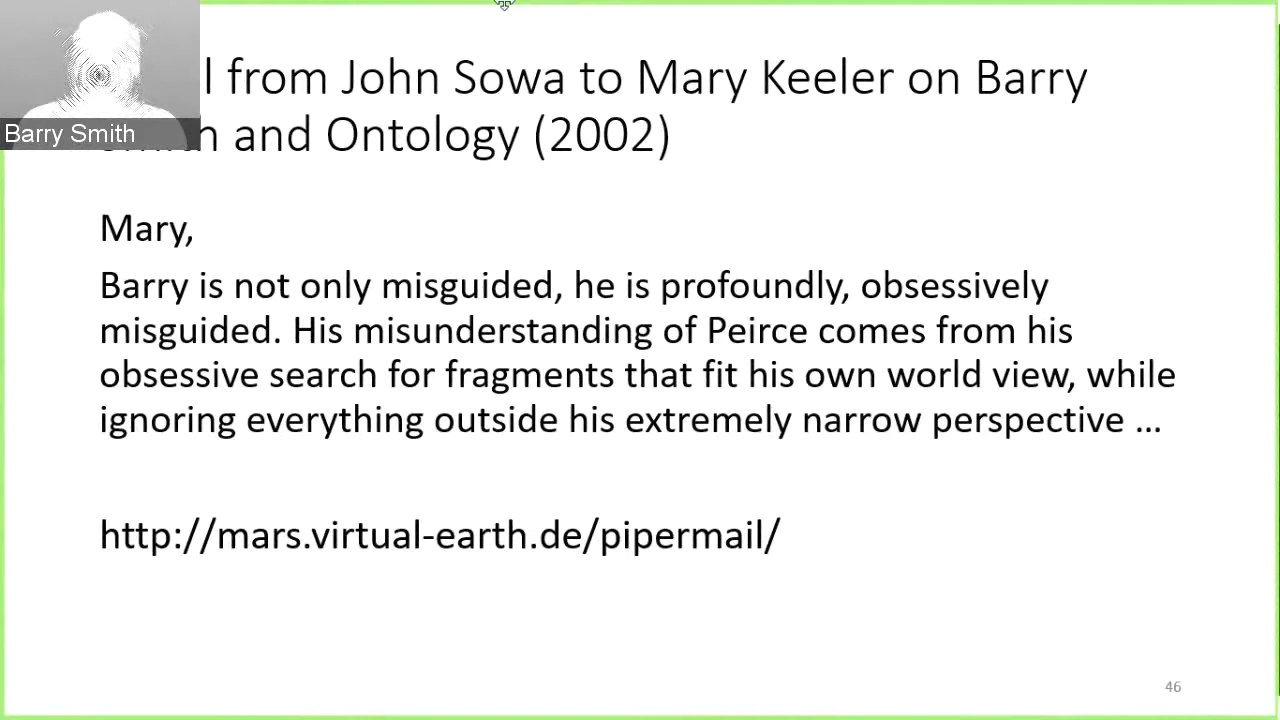 l from John Sowa to Mary Keeler on Barry
Barry Smith
and Ontology (2002)
Mary,
Barry is not only misguided, he is profoundly, obsessively
misguided. His misunderstanding of Peirce comes from his
obsessive search for fragments that fit his own world view, while
ignoring everything outside his extremely narrow perspective ...
http://mars.virtual-earth.de/pipermail/
46